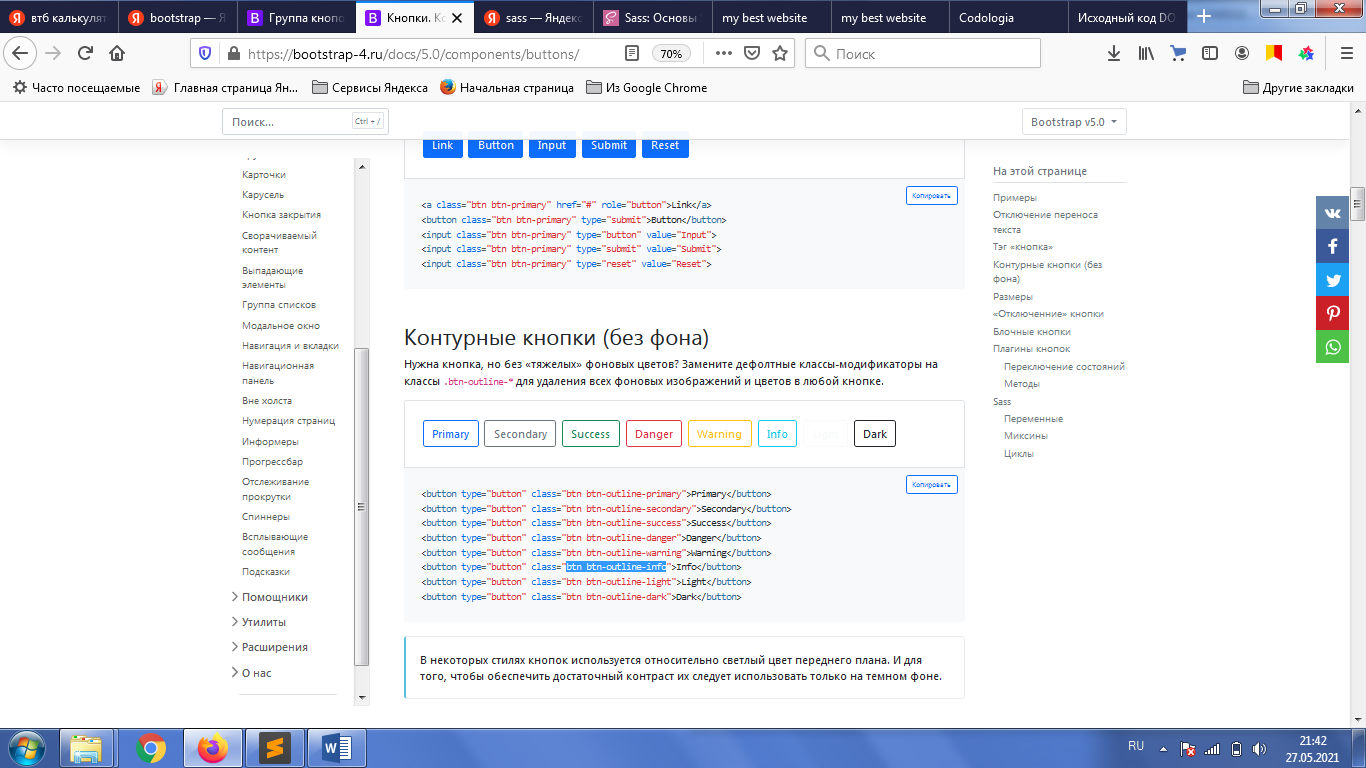 втб калькулят
bootstrap — Я
Группа кнопо
Кнопки. Ко
sass — Яндекс
Sass: Основы
my best website
my best website
Codologia
Исходный код DO
https://bootstrap-4.ru/docs/5.0/components/buttons/
70%
Поиск
Часто посещаемые
Главная страница Ян...
Сервисы Яндекса
Начальная страница
Из Google Chrome
Другие закладки
Поиск...
Ctrl + /
Bootstrap v5.0
Карточки
Карусель
Кнопка закрытия
Сворачиваемый
контент
Выпадающие
элементы
Группа списков
Модальное окно
Навигация и вкладки
Навигационная
панель
Вне холста
Нумерация страниц
Информеры
Прогрессбар
Отслеживание
прокрутки
Спиннеры
Всплывающие
сообщения
Подсказки
Помощники
Утилиты
Расширения
О нас
Link
Button
Input
Submit
Reset
Копировать
<a class="btn btn-primary" href="#" role="button">Link</a>
<button class="btn btn-primary" type="submit">Button</button>
<input class="btn btn-primary" type="button" value="Input">
<input class="btn btn-primary" type="submit" value="Submit">
<input class="btn btn-primary" type="reset" value="Reset">
Контурные кнопки (без фона)
Нужна кнопка, но без «тяжелых» фоновых цветов? Замените дефолтные классы-модификаторы на
классы .btn-outline-* для удаления всех фоновых изображений и цветов в любой кнопке.
Primary
Secondary
Success
Danger
Warning
Info
Light
Dark
Копировать
<button type="button" class="btn btn-outline-primary">Primary</button>
<button type="button" class="btn btn-outline-secondary">Secondary</button>
<button type="button" class="btn btn-outline-success">Success</button>
<button type="button" class="btn btn-outline-danger">Danger</button>
<button type="button" class="btn btn-outline-warning">Warning</button>
<button type="button" class="btn btn-outline-info">Info</button>
<button type="button" class="btn btn-outline-light">Light</button>
<button type="button" class="btn btn-outline-dark">Dark</button>
В некоторых стилях кнопок используется относительно светлый цвет переднего плана. И для
того, чтобы обеспечить достаточный контраст их следует использовать только на темном фоне.
На этой странице
Примеры
Отключение переноса
текста
Тэг «кнопка»
Контурные кнопки (без
фона)
Размеры
«Отключенние» кнопки
Блочные кнопки
Плагины кнопок
Переключение состояний
Методы
Sass
Переменные
Миксины
Циклы
RU
21:42
27.05.2021